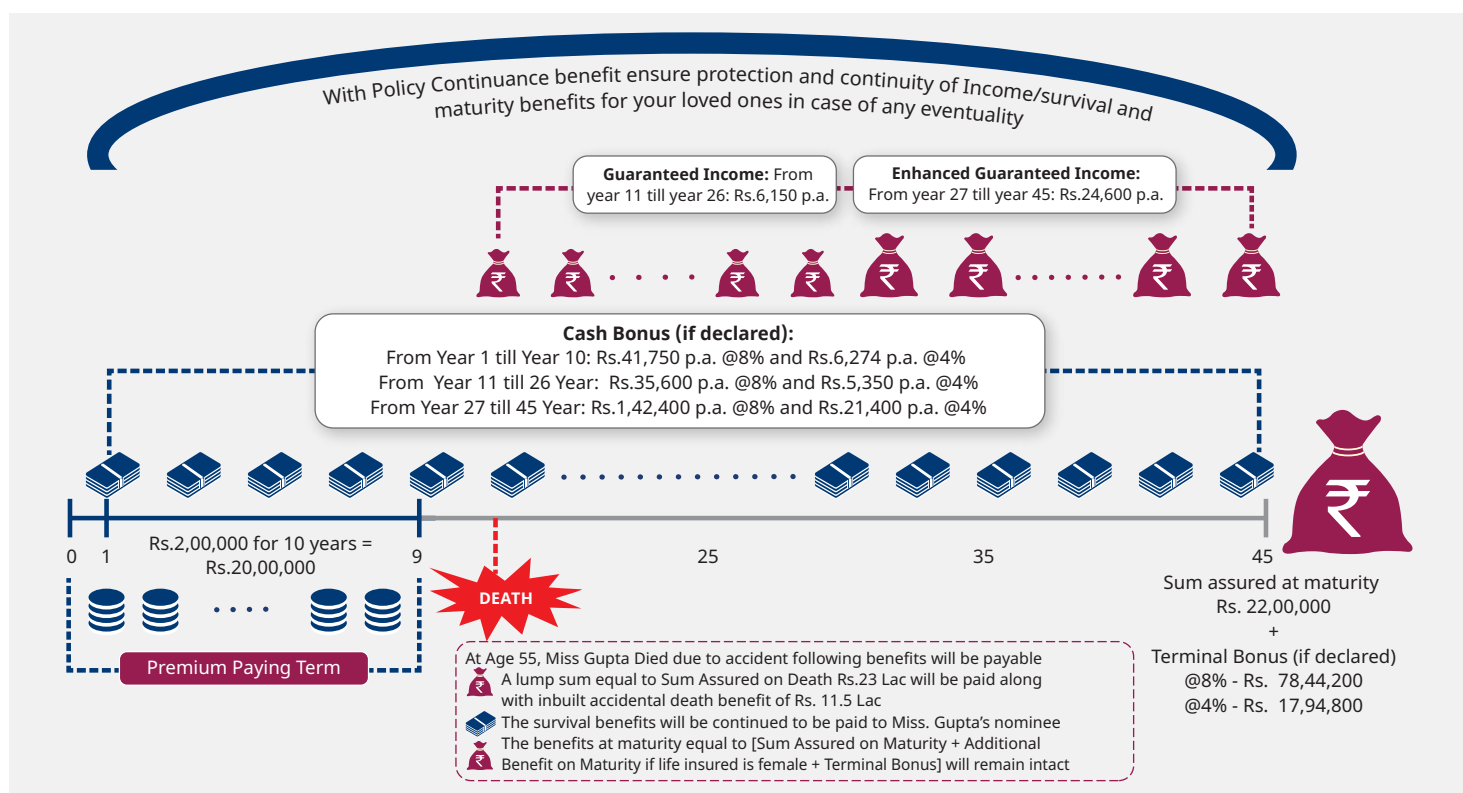 With Policy Continuance benefit ensure protection and continuity of Income/survival and
maturity benefits for your loved ones in case of any eventuality
Guaranteed Income: From
year 11 till year 26: Rs.6,150 p.a.
Enhanced Guaranteed Income:
From year 27 till year 45: Rs.24,600 p.a.
₹ ₹ ₹ ₹ ₹ ₹ ₹ ₹
Cash Bonus (if declared):
From Year 1 till Year 10: Rs.41,750 p.a. @8% and Rs.6,274 p.a. @4%
From Year 11 till 26 Year: Rs.35,600 p.a. @8% and Rs.5,350 p.a. @4%
From Year 27 till 45 Year: Rs.1,42,400 p.a. @8% and Rs.21,400 p.a. @4%
₹
0 1 9 25 35 45
Rs.2,00,000 for 10 years =
Rs.20,00,000
Premium Paying Term
DEATH
At Age 55, Miss Gupta Died due to accident following benefits will be payable
₹ A lump sum equal to Sum Assured on Death Rs.23 Lac will be paid along
with inbuilt accidental death benefit of Rs. 11.5 Lac
The survival benefits will be continued to be paid to Miss. Gupta's nominee
₹ The benefits at maturity equal to [Sum Assured on Maturity + Additional
Benefit on Maturity if life insured is female + Terminal Bonus] will remain intact
Sum assured at maturity
Rs. 22,00,000
+
Terminal Bonus (if declared)
@8% - Rs. 78,44,200
@4% - Rs. 17,94,800